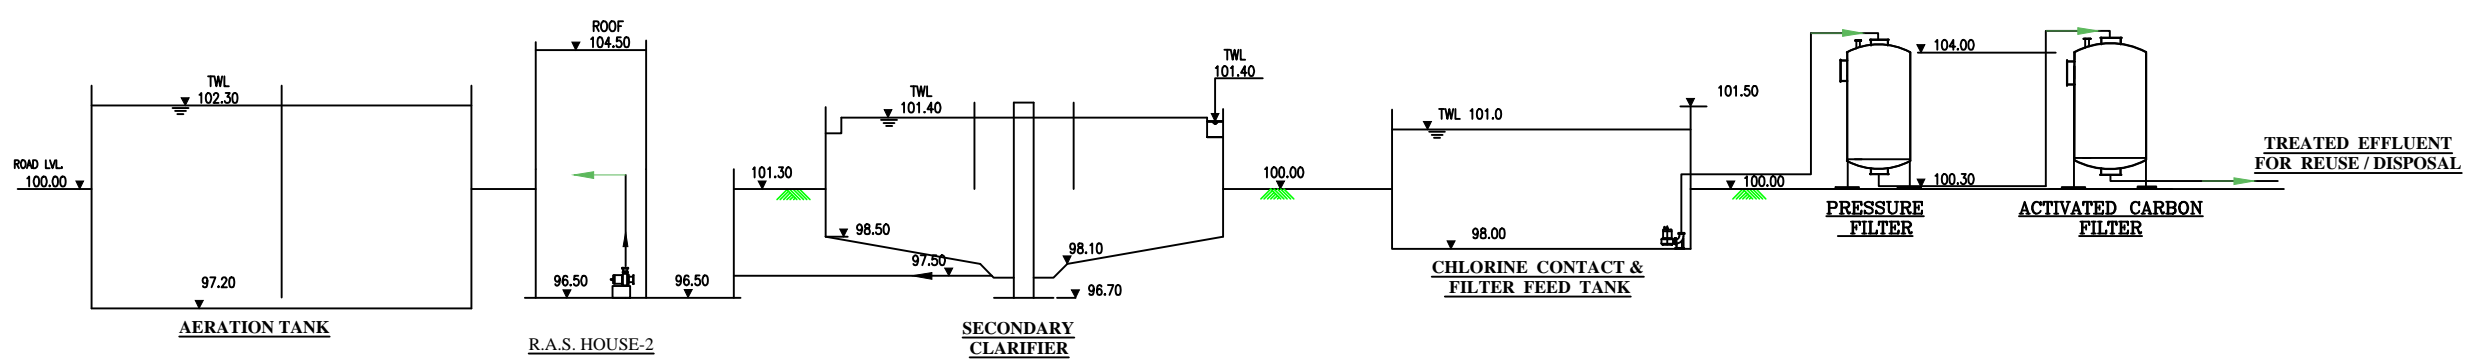 ROAD LVL.
100.00
TWL
102.30
97.20
AERATION TANK
ROOF
104.50
96.50
96.50
R.A.S. HOUSE-2
101.30
TWL
101.40
TWL
101.40
98.50
97.50
98.10
96.70
SECONDARY
CLARIFIER
100.00
TWL 101.0
101.50
98.00
CHLORINE CONTACT &
FILTER FEED TANK
100.00
104.00
100.30
PRESSURE
FILTER
ACTIVATED CARBON
FILTER
TREATED EFFLUENT
FOR REUSE / DISPOSAL